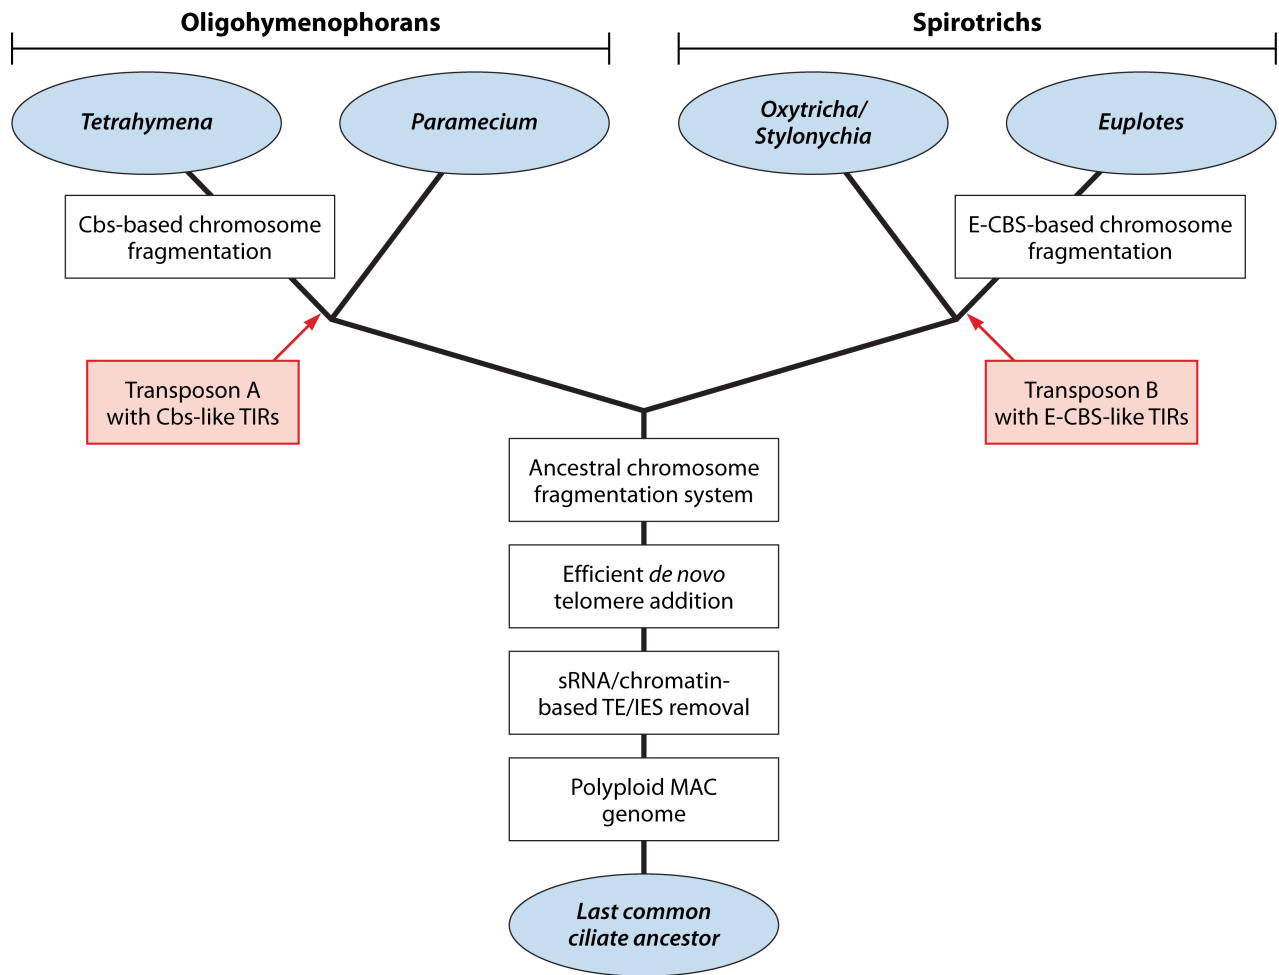 Oligohymenophorans
Spirotrichs
Tetrahymena
Paramecium
Oxytricha/
Stylonychia
Euplotes
Cbs-based chromosome
fragmentation
E-CBS-based chromosome
fragmentation
Transposon A
with Cbs-like TIRs
Transposon B
with E-CBS-like TIRs
Ancestral chromosome
fragmentation system
Efficient de novo
telomere addition
sRNA/chromatin-
based TE/IES removal
Polyploid MAC
genome
Last common
ciliate ancestor